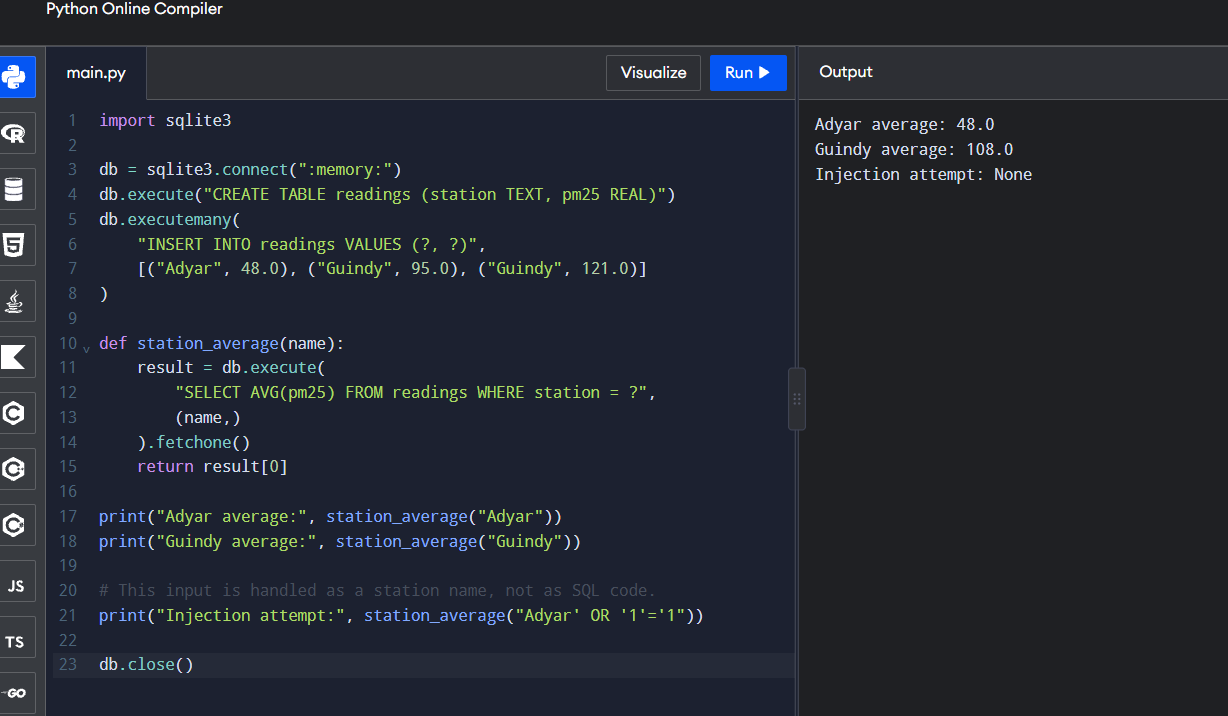 Python Online Compiler
main.py
Visualize
Run
Output
1 import sqlite3
2
3 db = sqlite3.connect(":memory:")
4 db.execute("CREATE TABLE readings (station TEXT, pm25 REAL)")
5 db.executemany(
6     "INSERT INTO readings VALUES (?, ?)",
7     [("Adyar", 48.0), ("Guindy", 95.0), ("Guindy", 121.0)]
8 )
9
10 def station_average(name):
11     result = db.execute(
12         "SELECT AVG(pm25) FROM readings WHERE station = ?",
13         (name,)
14     ).fetchone()
15     return result[0]
16
17 print("Adyar average:", station_average("Adyar"))
18 print("Guindy average:", station_average("Guindy"))
19
20 # This input is handled as a station name, not as SQL code.
21 print("Injection attempt:", station_average("Adyar' OR '1'='1"))
22
23 db.close()
Adyar average: 48.0
Guindy average: 108.0
Injection attempt: None
R
5
C
C
C
JS
TS
GO